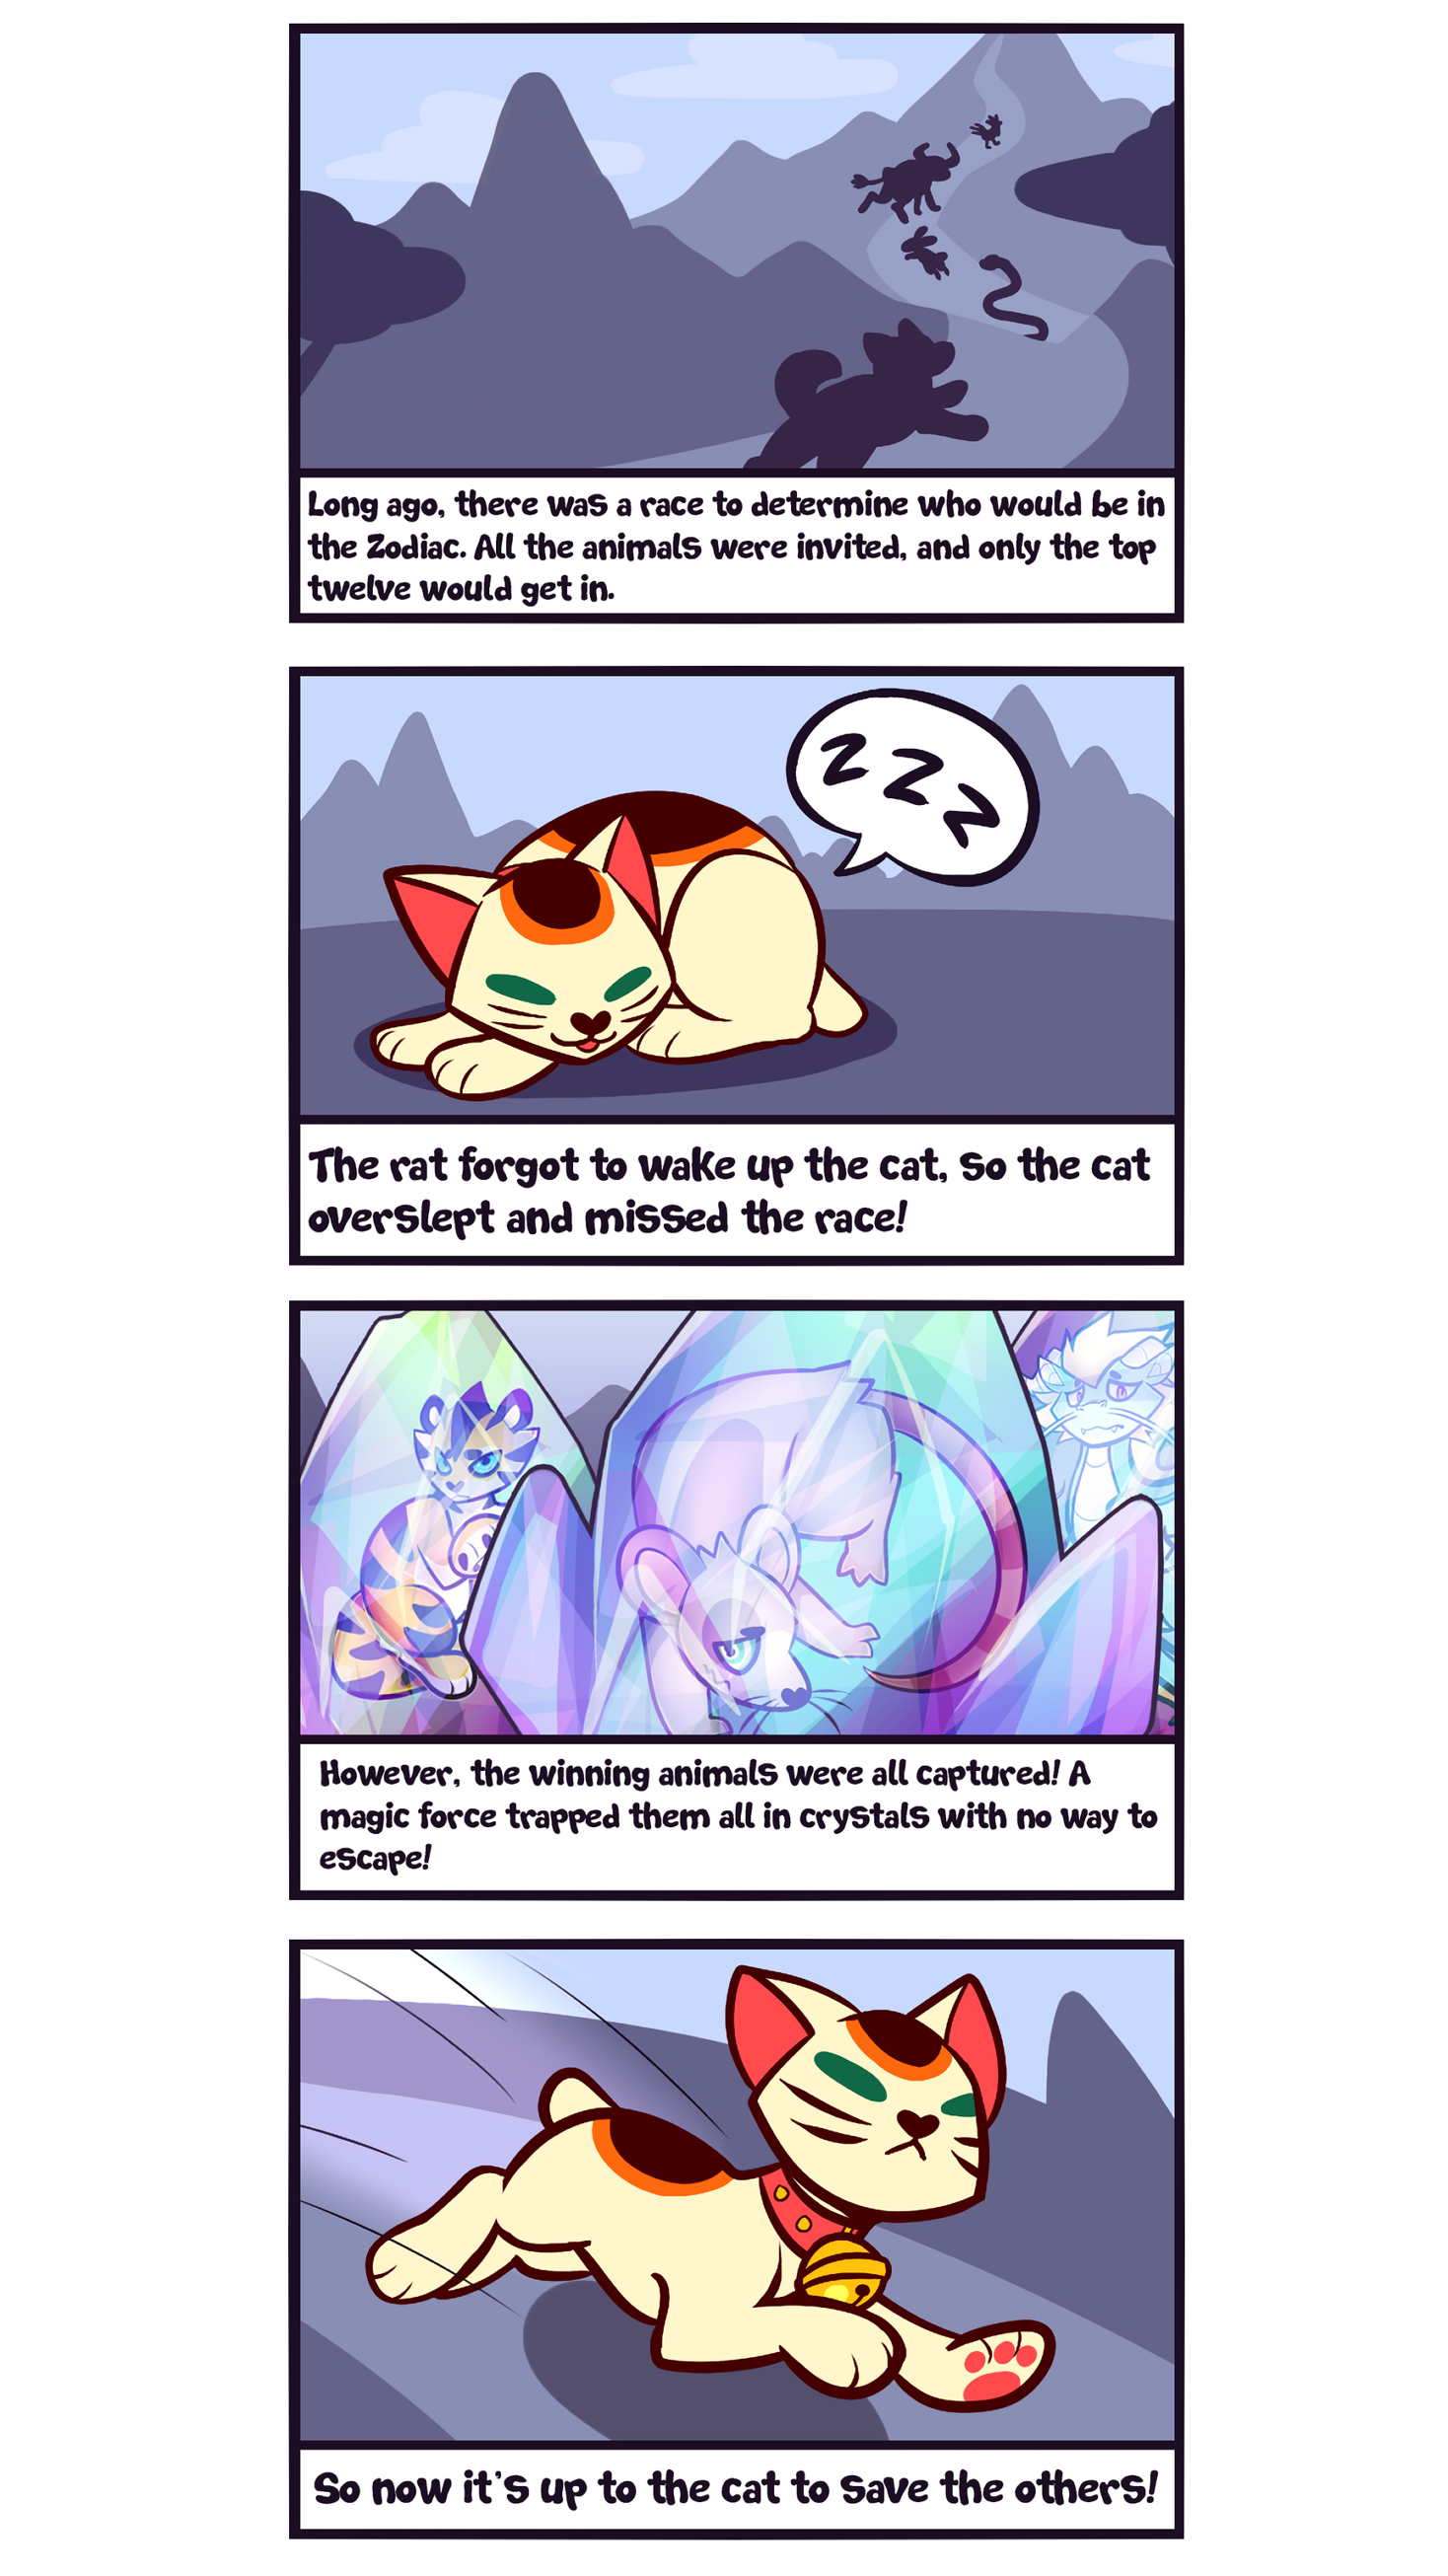 Long ago, there was a race to determine who would be in
the Zodiac. All the animals were invited, and only the top
twelve would get in.
z z z
The rat forgot to wake up the cat, so the cat
overslept and missed the race!
However, the winning animals were all captured! A
magic force trapped them all in crystals with no way to
escape!
So now it's up to the cat to save the others!